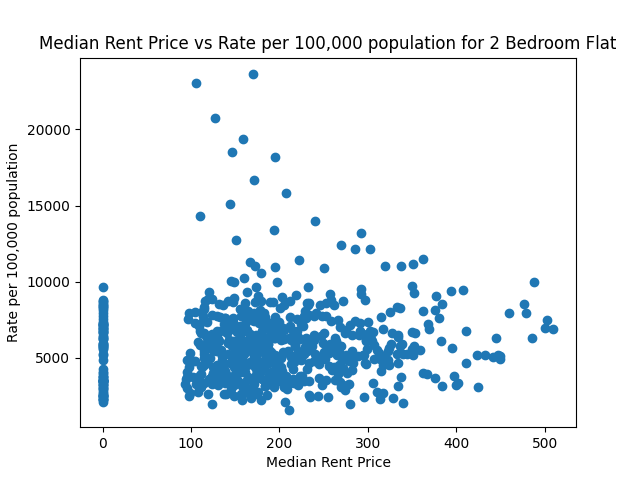 Median Rent Price vs Rate per 100,000 population for 2 Bedroom Flat
Rate per 100,000 population
20000
15000
10000
5000
0 100 200 300 400 500
Median Rent Price